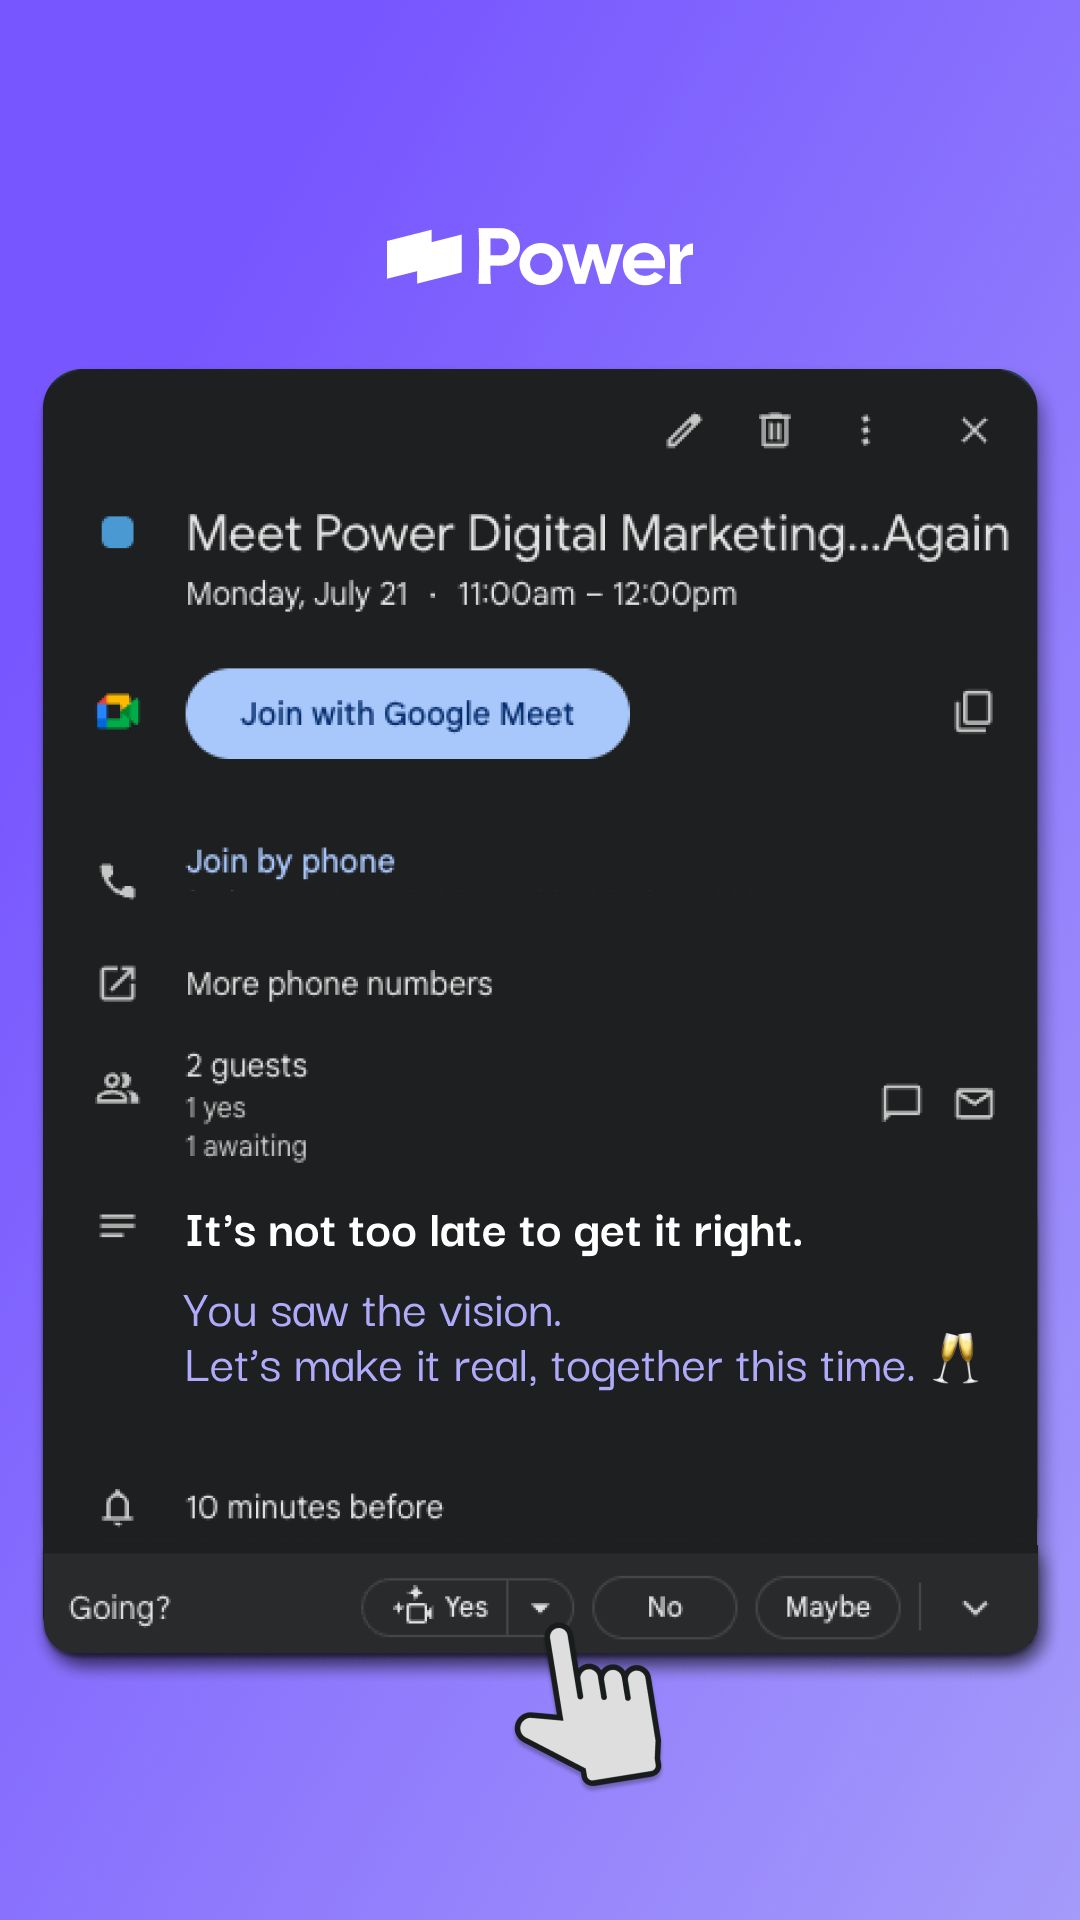 Power
Meet Power Digital Marketing...Again
Monday, July 21 · 11:00am – 12:00pm
Join with Google Meet
Join by phone
More phone numbers
2 guests
1 yes
1 awaiting
It's not too late to get it right.
You saw the vision.
Let's make it real, together this time. 🥂
10 minutes before
Going?
Yes
No
Maybe